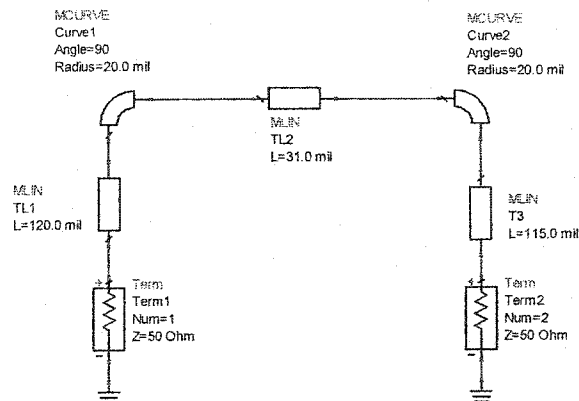 MCURVE
Curve1
Angle=90
Radius=20.0 mil
MCURVE
Curve2
Angle=90
Radius=20.0 mil
MLIN
TL2
L=31.0 mil
MLIN
TL1
L=120.0 mil
MLIN
T3
L=115.0 mil
Term
Term1
Num=1
Z=50 Ohm
Term
Term2
Num=2
Z=50 Ohm